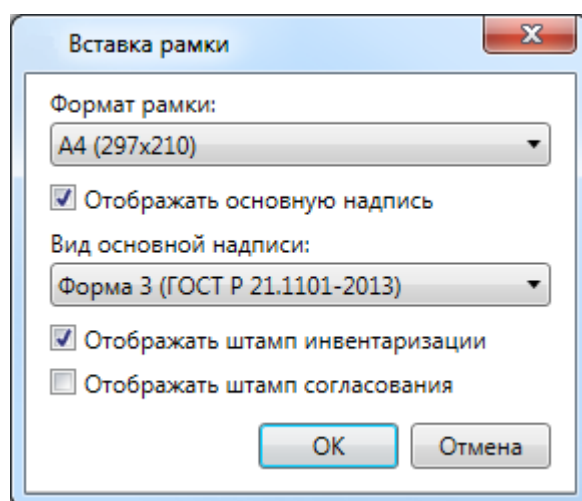 Вставка рамки
Формат рамки:
A4 (297x210)
Отображать основную надпись
Вид основной надписи:
Форма 3 (ГОСТ Р 21.1101-2013)
Отображать штамп инвентаризации
Отображать штамп согласования
ОК
Отмена